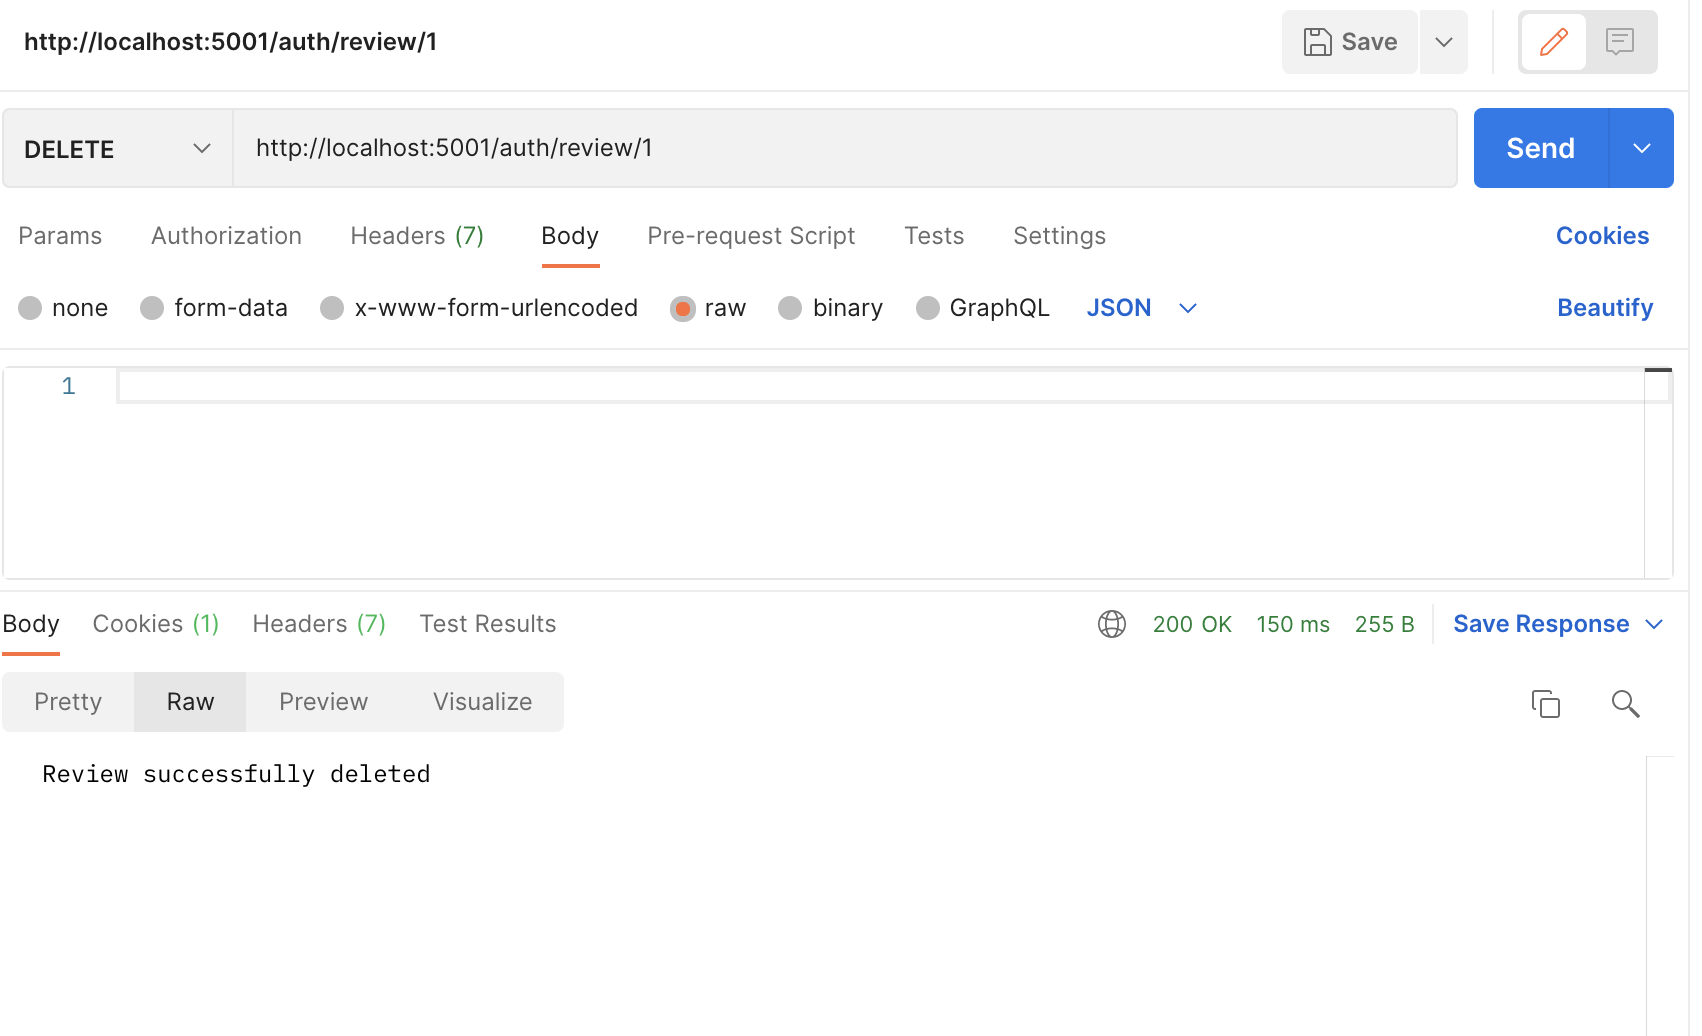 http://localhost:5001/auth/review/1 Save
DELETE http://localhost:5001/auth/review/1 Send
Params Authorization Headers (7) Body Pre-request Script Tests Settings Cookies
none form-data x-www-form-urlencoded raw binary GraphQL JSON Beautify
1
Body Cookies (1) Headers (7) Test Results 200 OK 150 ms 255 B Save Response
Pretty Raw Preview Visualize
Review successfully deleted